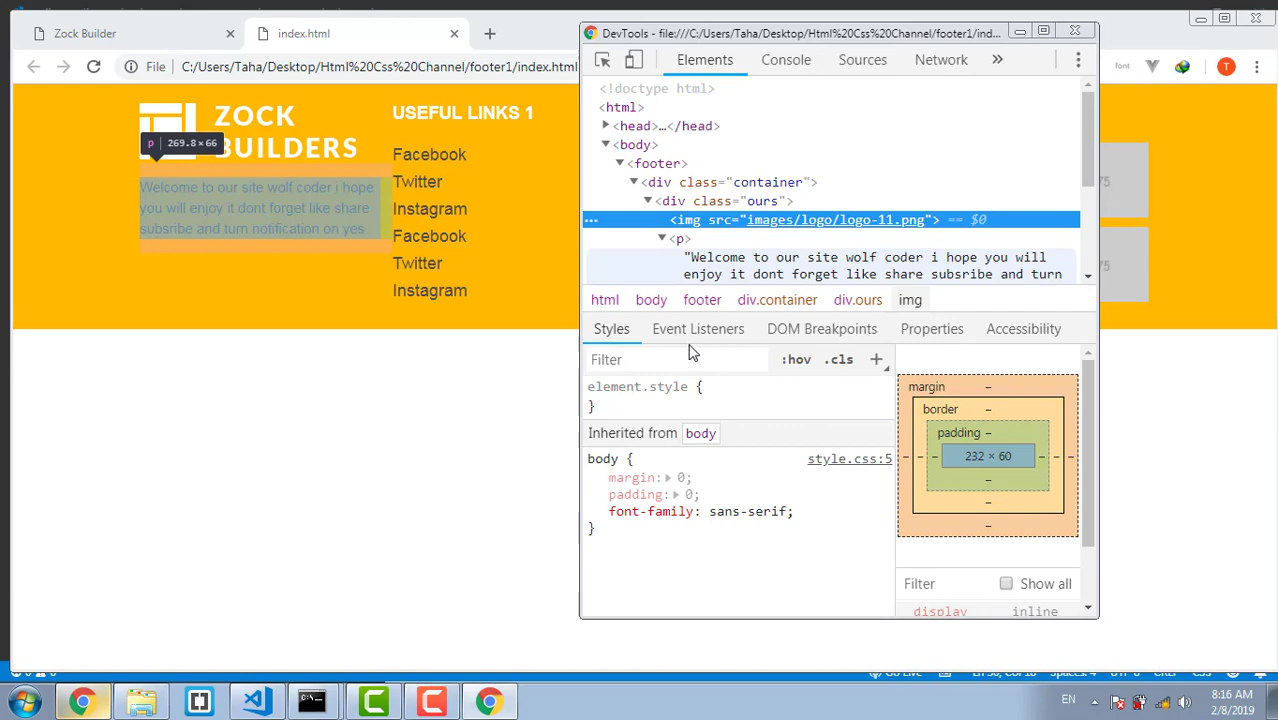 Zock Builder
index.html
File
C:/Users/Taha/Desktop/Html%20Css%20Channel/footer1/index.html
font
T
ZOCK
BUILDERS
p 269.8×66
Welcome to our site wolf coder i hope
you will enjoy it dont forget like share
subsribe and turn notification on yes
USEFUL LINKS 1
Facebook
Twitter
Instagram
Facebook
Twitter
Instagram
DevTools - file:///C:/Users/Taha/Desktop/Html%20Css%20Channel/footer1/ind...
Elements Console Sources Network »
<!doctype html>
<html>
<head>…</head>
<body>
<footer>
<div class="container">
<div class="ours">
... <img src="images/logo/logo-11.png"> == $0
<p>
"Welcome to our site wolf coder i hope you will
enjoy it dont forget like share subsribe and turn
html body footer div.container div.ours img
Styles Event Listeners DOM Breakpoints Properties Accessibility
Filter :hov .cls +
element.style {
}
Inherited from body
body { style.css:5
margin: 0;
padding: 0;
font-family: sans-serif;
}
margin –
border –
padding –
– – – 232 × 60 – – –
–
–
–
Filter Show all
display inline
75
75
Go Live
EN
8:16 AM
2/8/2019